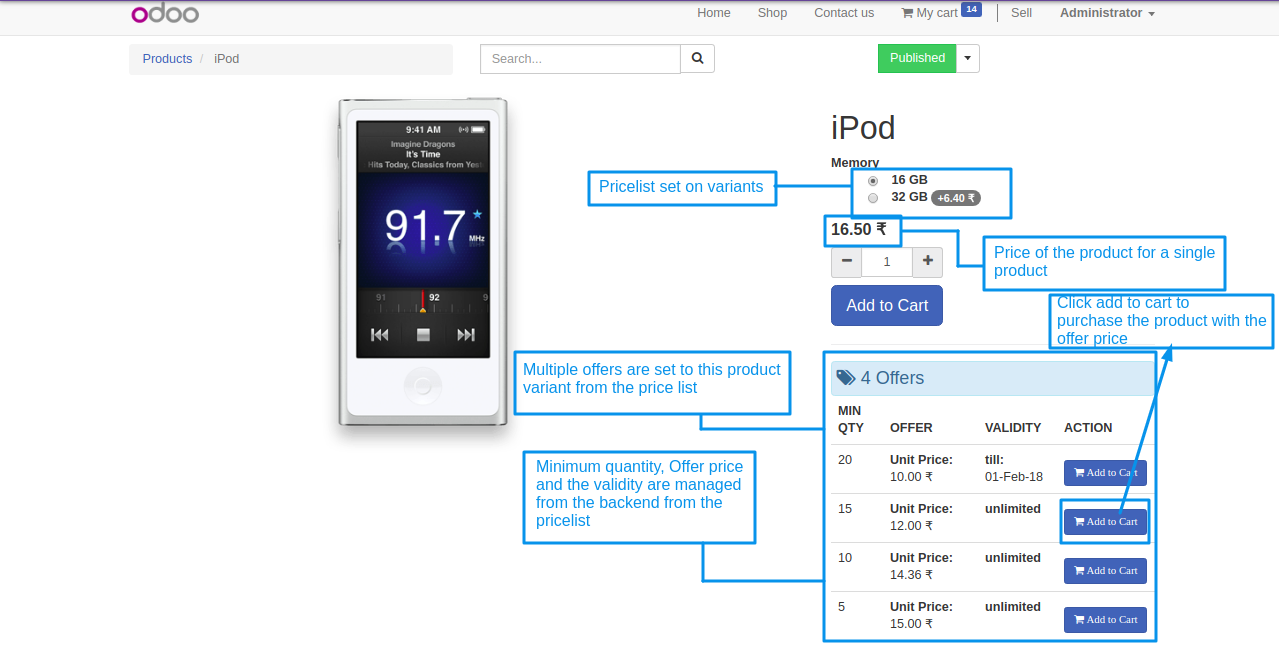 odoo
Home Shop Contact us My cart 14 Sell Administrator
Products / iPod
Search...
Published
9:41 AM
Imagine Dragons
It's Time
Hits Today, Classics from Yest
91.7
MHz
91 92 9
iPod
Memory
16 GB
32 GB +6.40 ₹
Pricelist set on variants
16.50 ₹
Price of the product for a single
product
− 1 +
Add to Cart
Click add to cart to
purchase the product with the
offer price
Multiple offers are set to this product
variant from the price list
4 Offers
MIN
QTY OFFER VALIDITY ACTION
20 Unit Price: till:
10.00 ₹ 01-Feb-18 Add to Cart
Minimum quantity, Offer price
and the validity are managed
from the backend from the
pricelist
15 Unit Price: unlimited
12.00 ₹ Add to Cart
10 Unit Price: unlimited
14.36 ₹ Add to Cart
5 Unit Price: unlimited
15.00 ₹ Add to Cart